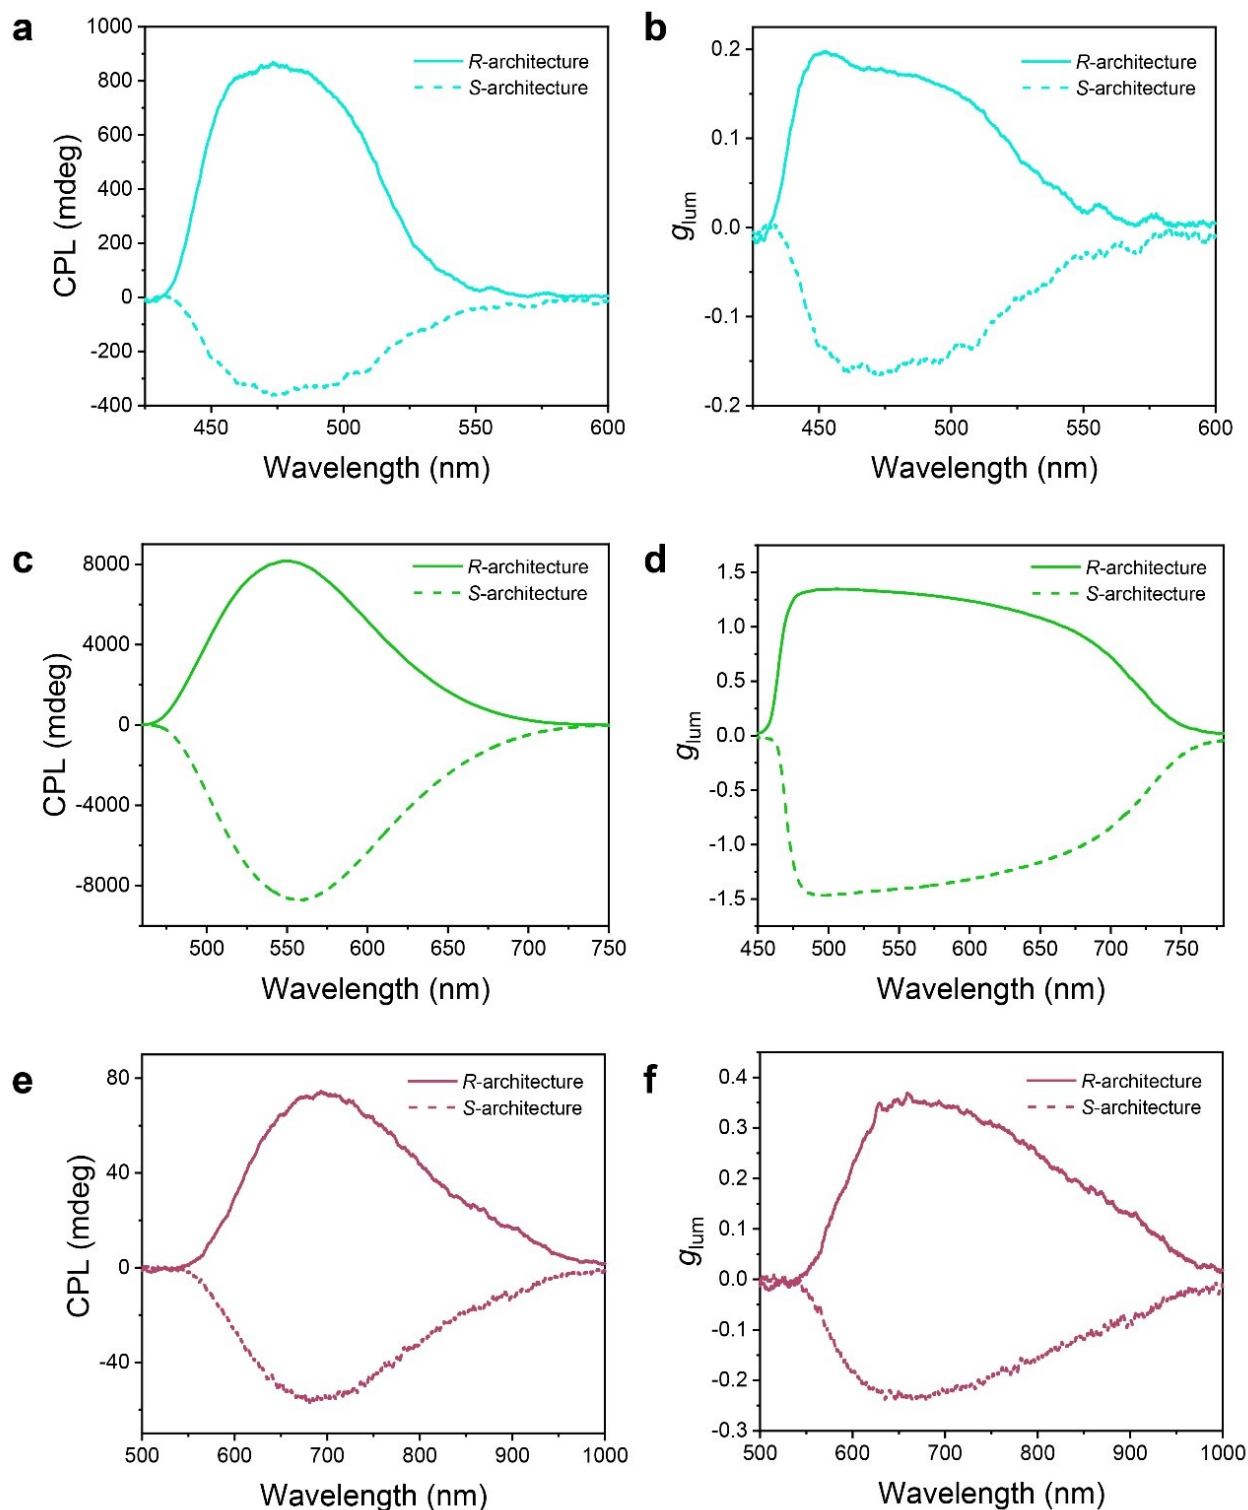 a
1000
800
600
400
200
0
-200
-400
CPL (mdeg)
R-architecture
S-architecture
450 500 550 600
Wavelength (nm)
b
0.2
0.1
0.0
-0.1
-0.2
glum
R-architecture
S-architecture
450 500 550 600
Wavelength (nm)
c
8000
4000
0
-4000
-8000
CPL (mdeg)
R-architecture
S-architecture
500 550 600 650 700 750
Wavelength (nm)
d
1.5
1.0
0.5
0.0
-0.5
-1.0
-1.5
glum
R-architecture
S-architecture
450 500 550 600 650 700 750
Wavelength (nm)
e
80
40
0
-40
CPL (mdeg)
R-architecture
S-architecture
500 600 700 800 900 1000
Wavelength (nm)
f
0.4
0.3
0.2
0.1
0.0
-0.1
-0.2
-0.3
glum
R-architecture
S-architecture
500 600 700 800 900 1000
Wavelength (nm)